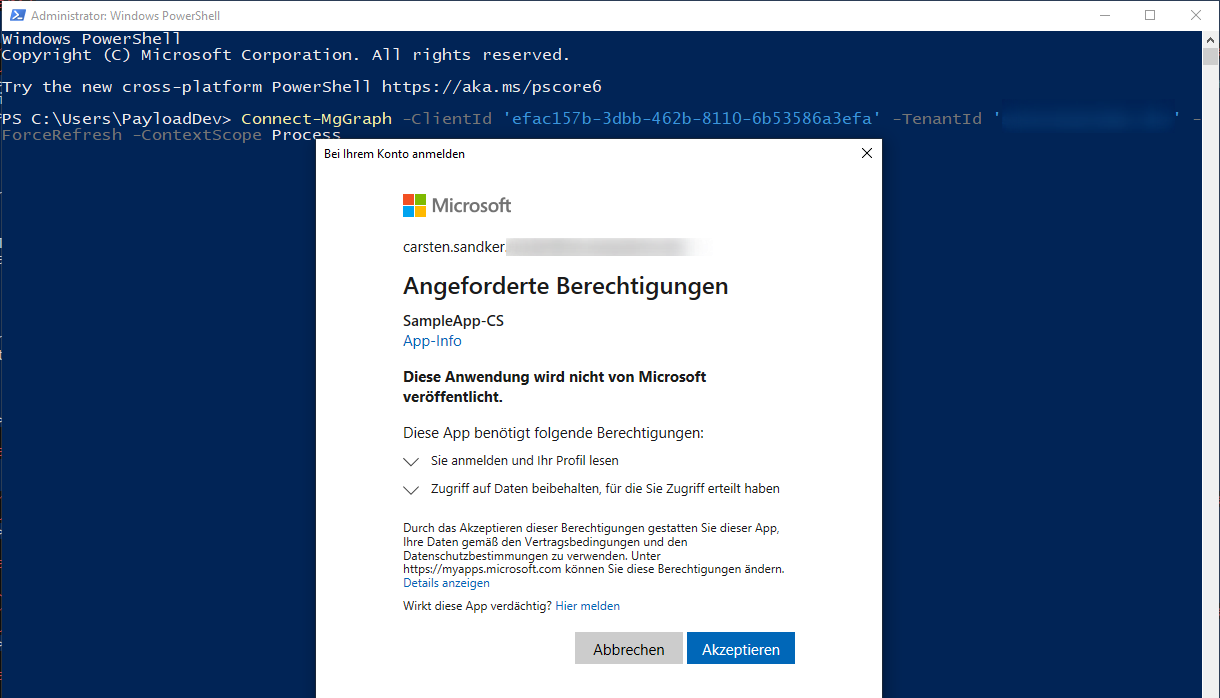 Administrator: Windows PowerShell
Windows PowerShell
Copyright (C) Microsoft Corporation. All rights reserved.
Try the new cross-platform PowerShell https://aka.ms/pscore6
PS C:\Users\PayloadDev> Connect-MgGraph -ClientId 'efac157b-3dbb-462b-8110-6b53586a3efa' -TenantId ' ' -
ForceRefresh -ContextScope Process
Bei Ihrem Konto anmelden
Microsoft
carsten.sandker.
Angeforderte Berechtigungen
SampleApp-CS
App-Info
Diese Anwendung wird nicht von Microsoft
veröffentlicht.
Diese App benötigt folgende Berechtigungen:
Sie anmelden und Ihr Profil lesen
Zugriff auf Daten beibehalten, für die Sie Zugriff erteilt haben
Durch das Akzeptieren dieser Berechtigungen gestatten Sie dieser App,
Ihre Daten gemäß den Vertragsbedingungen und den
Datenschutzbestimmungen zu verwenden. Unter
https://myapps.microsoft.com können Sie diese Berechtigungen ändern.
Details anzeigen
Wirkt diese App verdächtig? Hier melden
Abbrechen
Akzeptieren